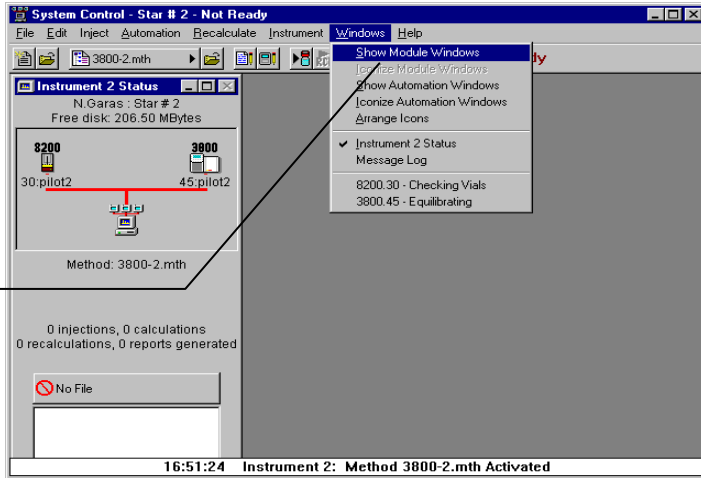 System Control - Star # 2 - Not Ready
File Edit Inject Automation Recalculate Instrument Windows Help
3800-2.mth
dy
Show Module Windows
Iconize Module Windows
Show Automation Windows
Iconize Automation Windows
Arrange Icons
Instrument 2 Status
Message Log
8200.30 - Checking Vials
3800.45 - Equilibrating
Instrument 2 Status
N.Garas : Star # 2
Free disk: 206.50 MBytes
8200 3800
30:pilot2 45:pilot2
Method: 3800-2.mth
0 injections, 0 calculations
0 recalculations, 0 reports generated
No File
16:51:24 Instrument 2: Method 3800-2.mth Activated